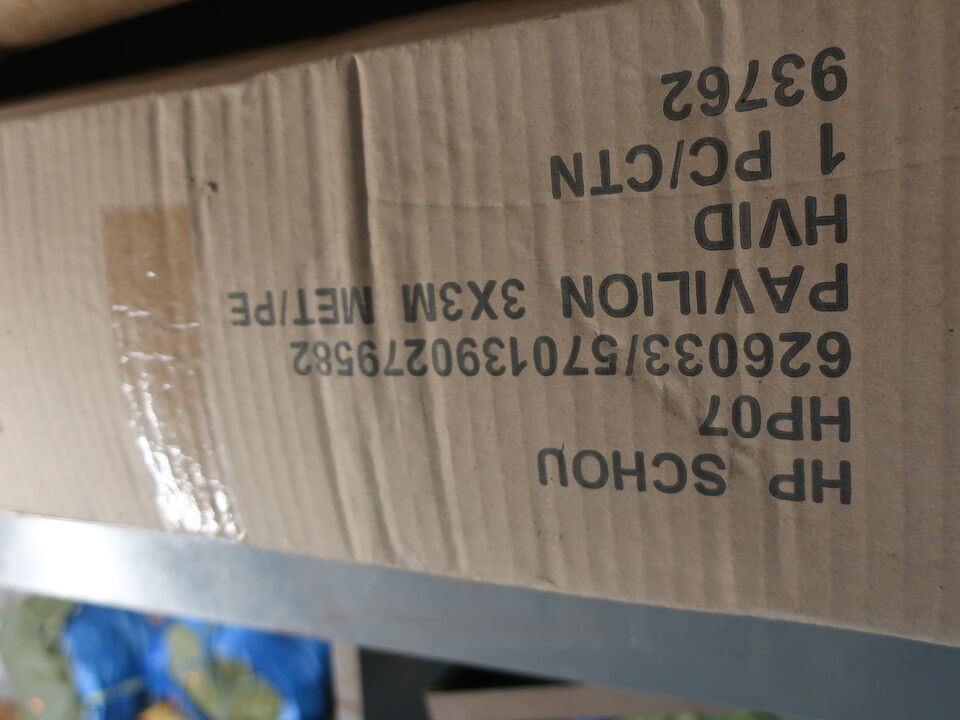 HP SCHOU
HP07
626033/5701390279582
PAVILION 3X3M MET/PE
HVID
1 PC/CTN
93762